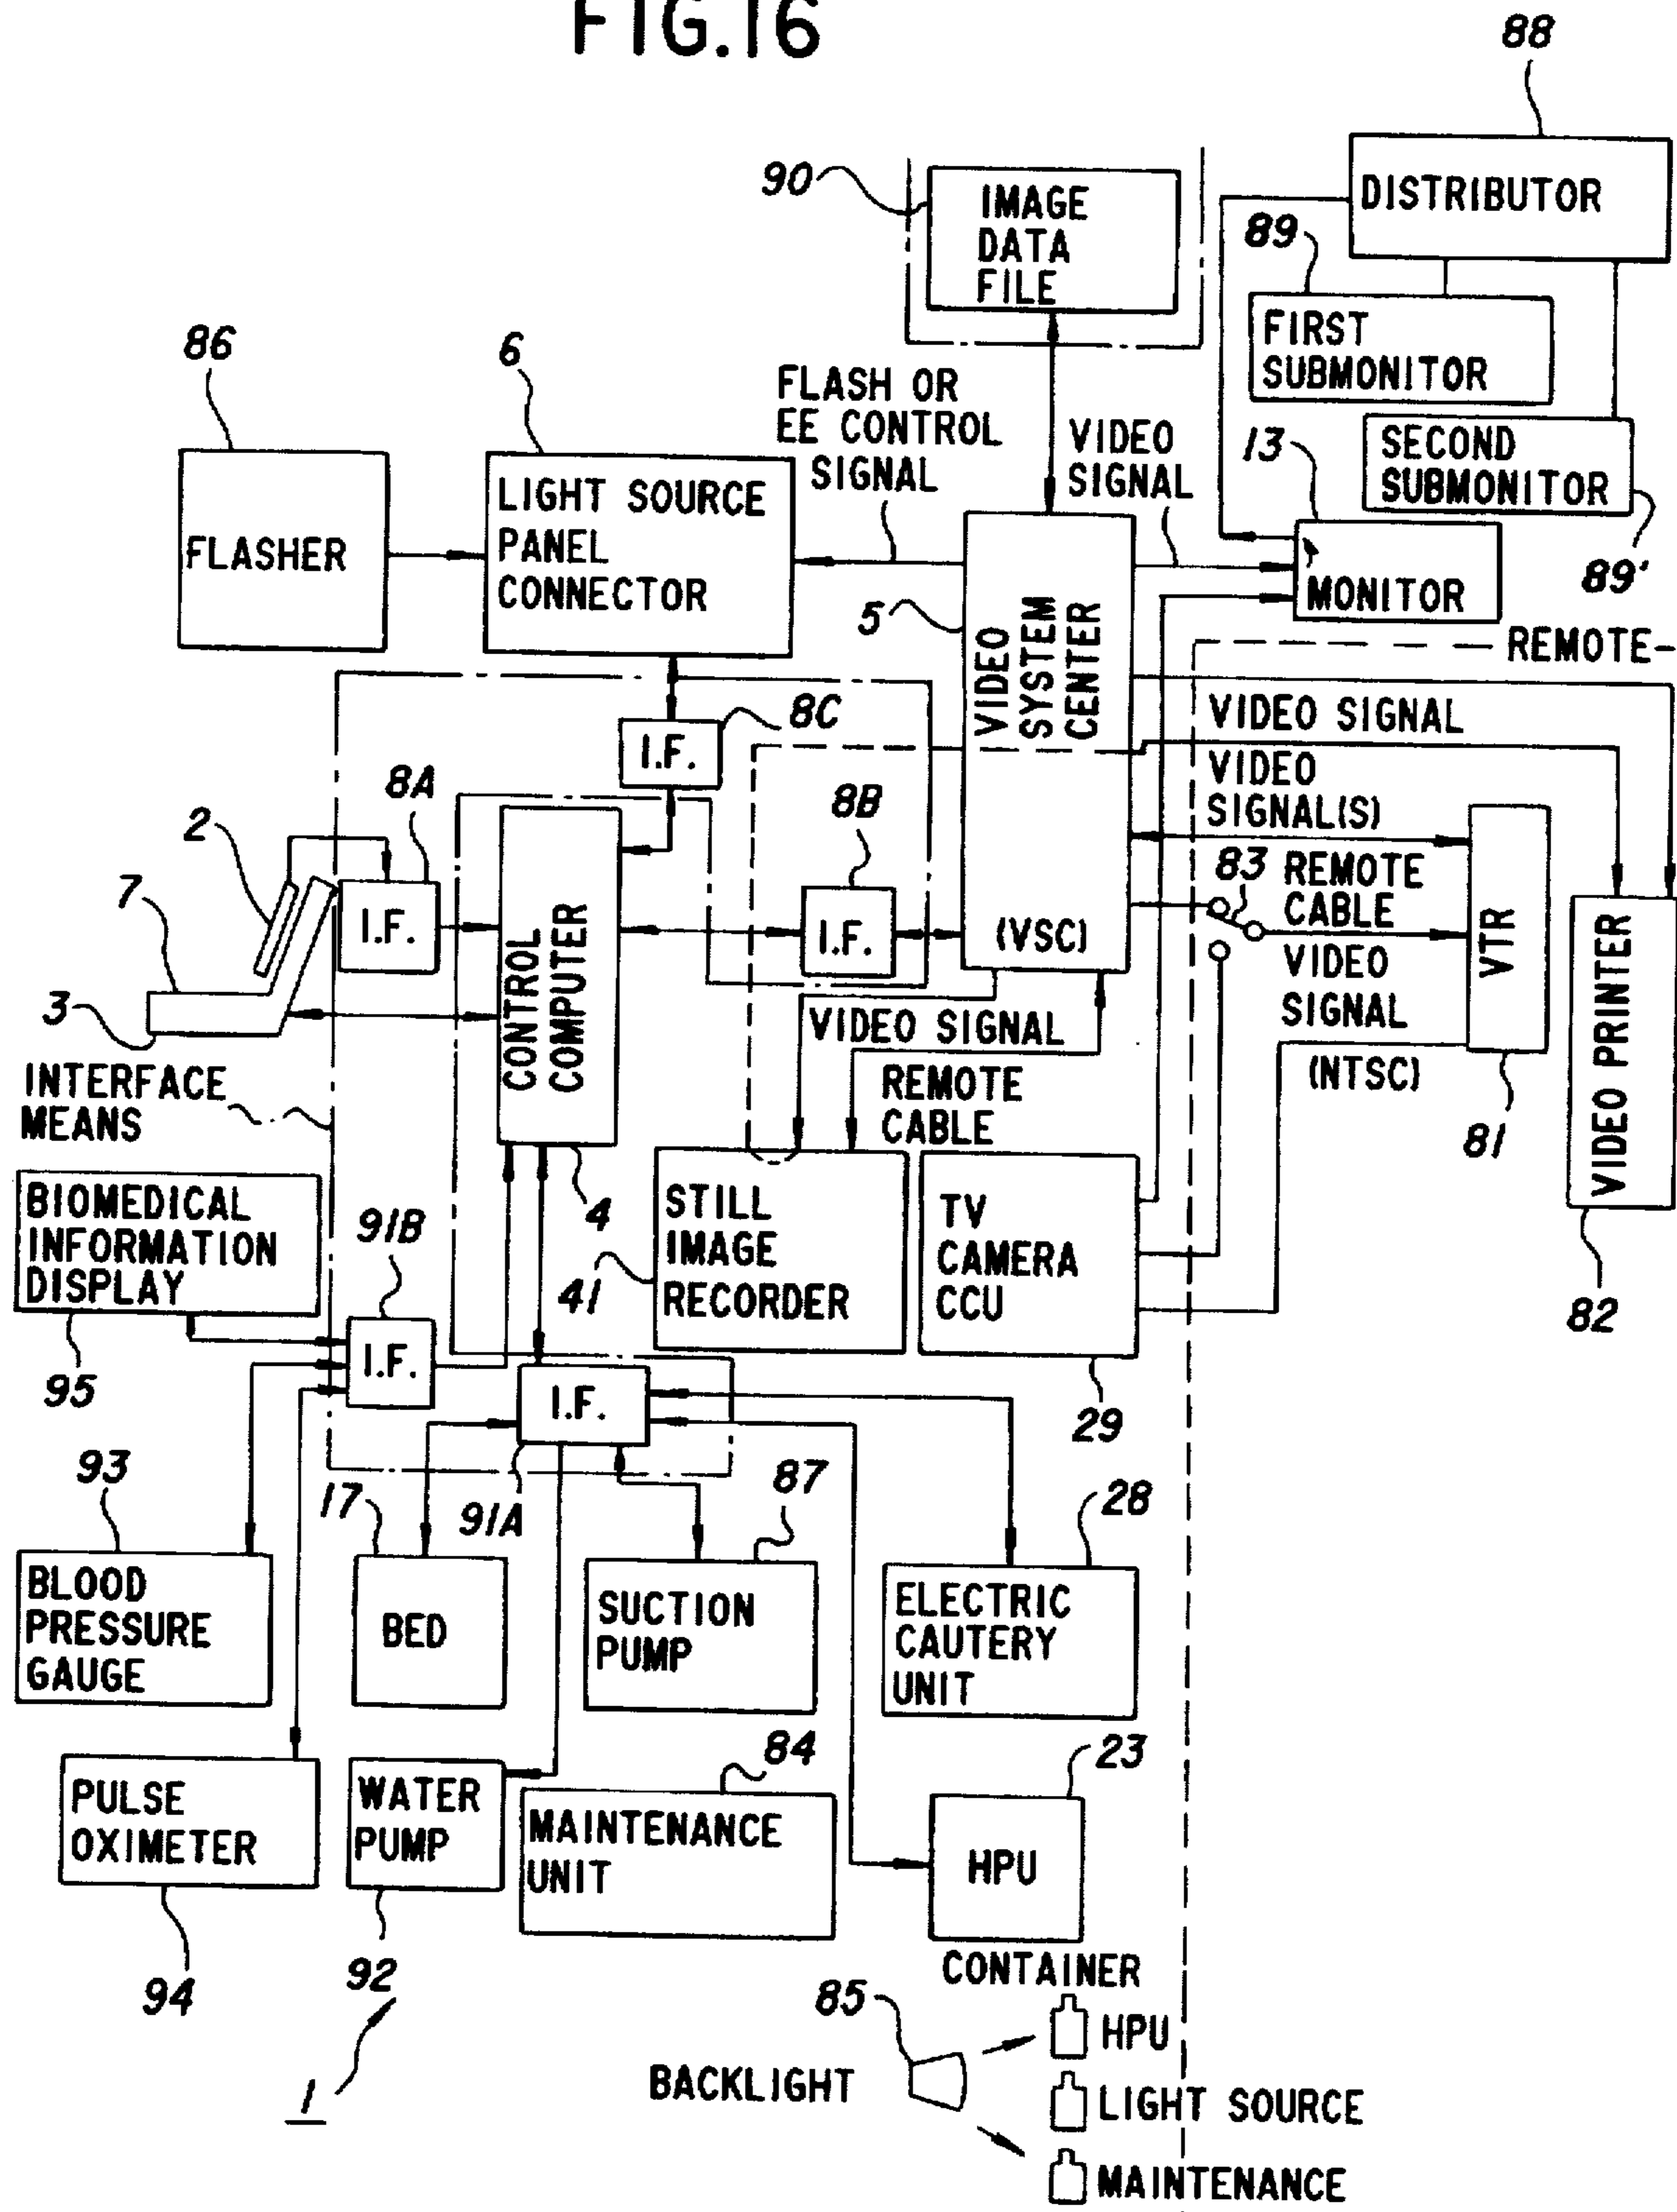 FIG.16
88
DISTRIBUTOR
90
IMAGE
DATA
FILE
89
FIRST
SUBMONITOR
86
6
FLASH OR
EE CONTROL
SIGNAL
VIDEO
SIGNAL
13
SECOND
SUBMONITOR
89'
FLASHER
LIGHT SOURCE
PANEL
CONNECTOR
MONITOR
5
VIDEO
SYSTEM
CENTER
(VSC)
REMOTE-
8C
I.F.
VIDEO SIGNAL
VIDEO
SIGNAL(S)
8A
I.F.
8B
I.F.
2
7
3
83
REMOTE
CABLE
VIDEO
SIGNAL
(NTSC)
VTR
81
VIDEO PRINTER
82
CONTROL
COMPUTER
4
VIDEO SIGNAL
REMOTE
CABLE
INTERFACE
MEANS
BIOMEDICAL
INFORMATION
DISPLAY
95
91B
I.F.
41
STILL
IMAGE
RECORDER
TV
CAMERA
CCU
29
I.F.
91A
93
17
87
28
BLOOD
PRESSURE
GAUGE
BED
SUCTION
PUMP
ELECTRIC
CAUTERY
UNIT
84
23
PULSE
OXIMETER
94
WATER
PUMP
92
MAINTENANCE
UNIT
HPU
CONTAINER
85
HPU
BACKLIGHT
LIGHT SOURCE
MAINTENANCE
1